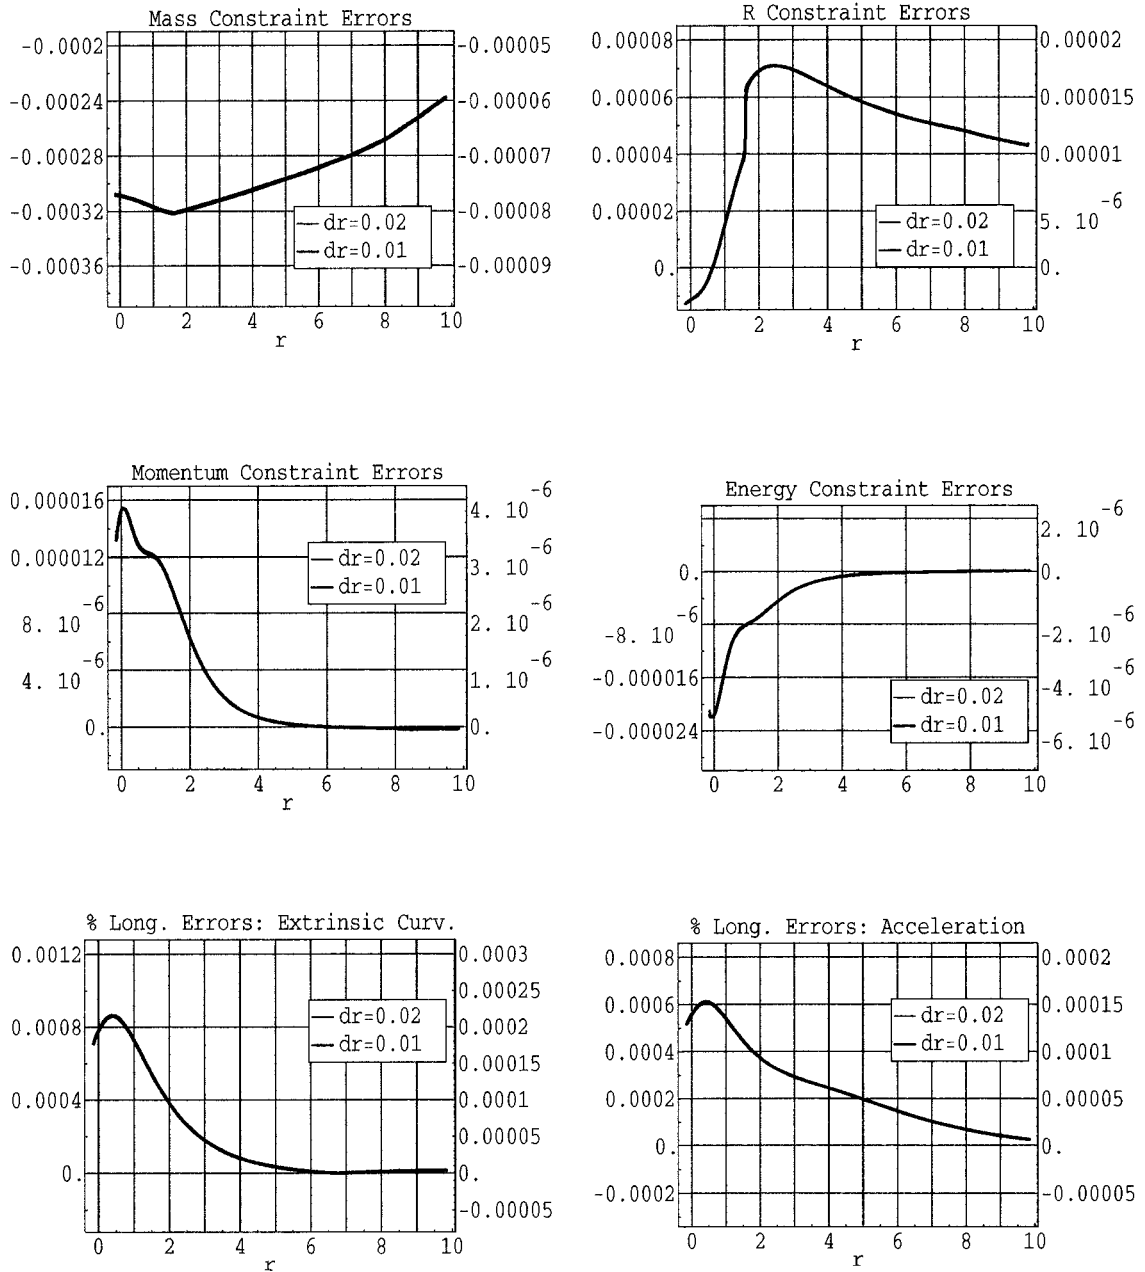 Mass Constraint Errors
-0.0002
-0.00024
-0.00028
-0.00032
-0.00036
-0.00005
-0.00006
-0.00007
-0.00008
-0.00009
dr=0.02
dr=0.01
0 2 4 6 8 10
r
R Constraint Errors
0.00008
0.00006
0.00004
0.00002
0.
0.00002
0.000015
0.00001
5. 10^-6
0.
dr=0.02
dr=0.01
0 2 4 6 8 10
r
Momentum Constraint Errors
0.000016
0.000012
8. 10^-6
4. 10^-6
0.
4. 10^-6
3. 10^-6
2. 10^-6
1. 10^-6
0.
dr=0.02
dr=0.01
0 2 4 6 8 10
r
Energy Constraint Errors
0.
-8. 10^-6
-0.000016
-0.000024
2. 10^-6
0.
-2. 10^-6
-4. 10^-6
-6. 10^-6
dr=0.02
dr=0.01
0 2 4 6 8 10
% Long. Errors: Extrinsic Curv.
0.0012
0.0008
0.0004
0.
0.0003
0.00025
0.0002
0.00015
0.0001
0.00005
0.
-0.00005
dr=0.02
dr=0.01
0 2 4 6 8 10
r
% Long. Errors: Acceleration
0.0008
0.0006
0.0004
0.0002
0.
-0.0002
0.0002
0.00015
0.0001
0.00005
0.
-0.00005
dr=0.02
dr=0.01
0 2 4 6 8 10
r